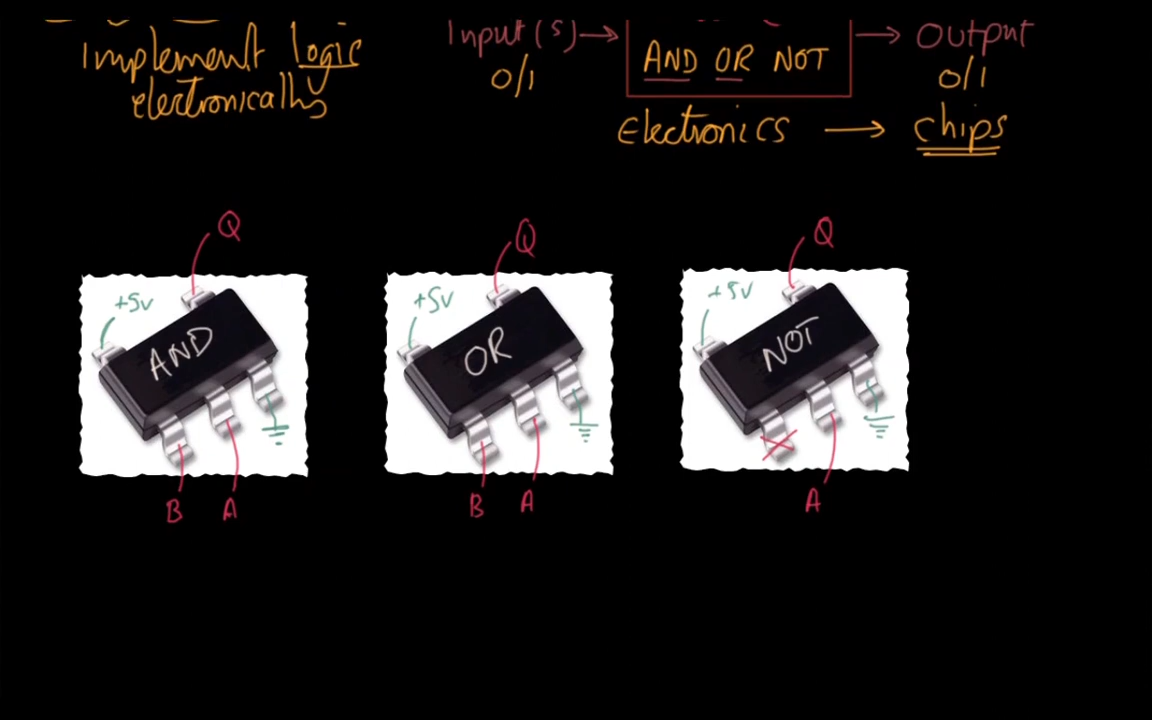 Implement logic
electronically
Input(s) → AND OR NOT → Output
0/1 0/1
Electronics → chips
Q Q Q
+5v +5v +5v
AND OR NOT
B A B A A